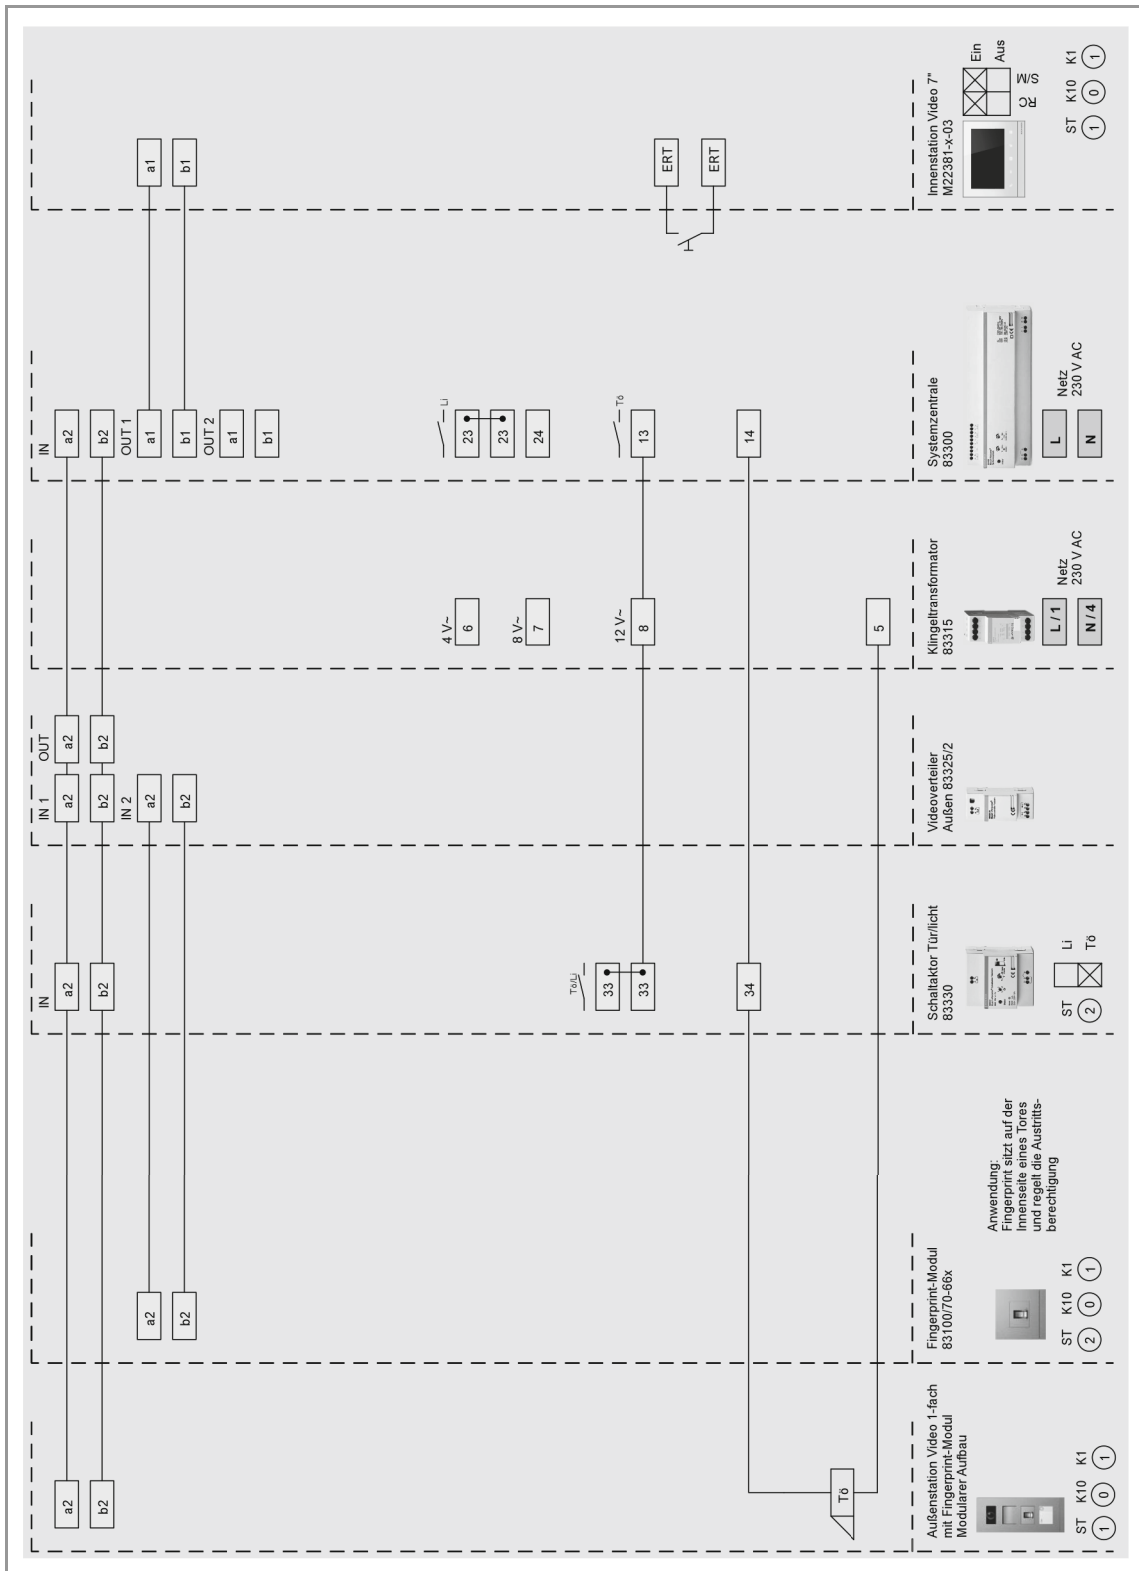 a2
b2
Tö
Außenstation Video 1-fach
mit Fingerprint-Modul
Modularer Aufbau
ST K10 K1
1 0 1
a2
b2
Fingerprint-Modul
83100/70-66x
Anwendung:
Fingerprint sitzt auf der
Innenseite eines Tores
und regelt die Austritts-
berechtigung
ST K10 K1
2 0 1
IN
a2
b2
Tö/Li
33
33
34
Schaltaktor Tür/licht
83330
ST
2
Li
Tö
IN 1
a2
b2
IN 2
a2
b2
OUT
a2
b2
Videoverteiler
Außen 83325/2
4 V~
6
8 V~
7
12 V~
8
5
Klingeltransformator
83315
L / 1
N / 4
Netz
230 V AC
IN
a2
b2
OUT 1
a1
b1
OUT 2
a1
b1
Li
23
23
24
Tö
13
14
Systemzentrale
83300
L
N
Netz
230 V AC
a1
b1
ERT
ERT
Innenstation Video 7"
M22381-x-03
Ein
Aus
RC
S/M
ST K10 K1
1 0 1